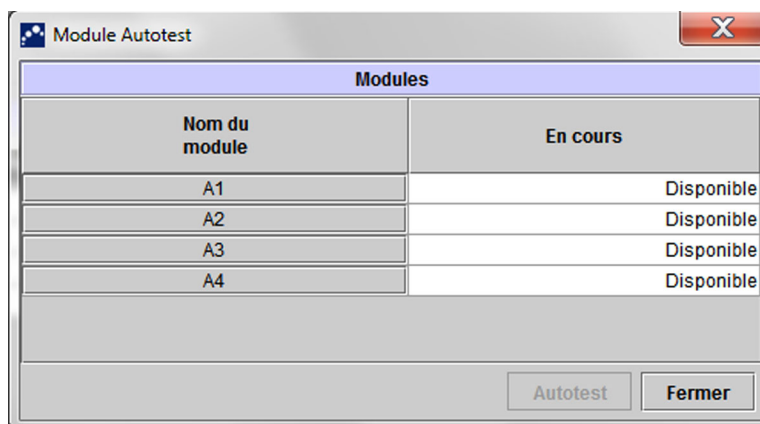 Module Autotest
Modules
Nom du
module
En cours
A1 Disponible
A2 Disponible
A3 Disponible
A4 Disponible
Autotest Fermer